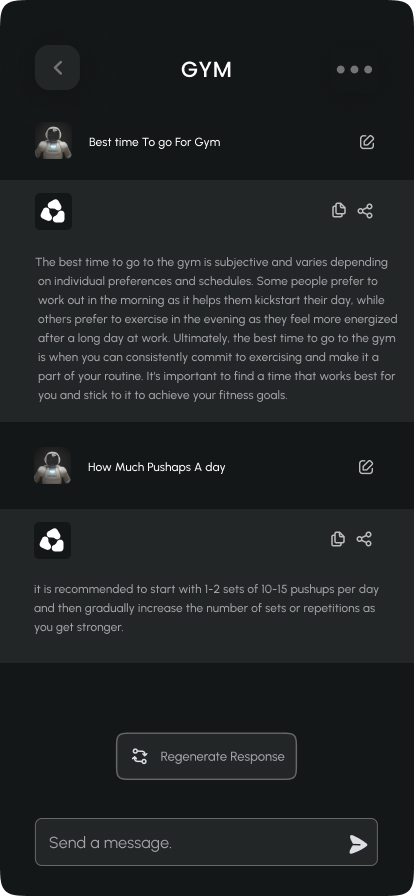 GYM
Best time To go For Gym
The best time to go to the gym is subjective and varies depending
on individual preferences and schedules. Some people prefer to
work out in the morning as it helps them kickstart their day, while
others prefer to exercise in the evening as they feel more energized
after a long day at work. Ultimately, the best time to go to the gym
is when you can consistently commit to exercising and make it a
part of your routine. It's important to find a time that works best for
you and stick to it to achieve your fitness goals.
How Much Pushaps A day
it is recommended to start with 1-2 sets of 10-15 pushups per day
and then gradually increase the number of sets or repetitions as
you get stronger.
Regenerate Response
Send a message.